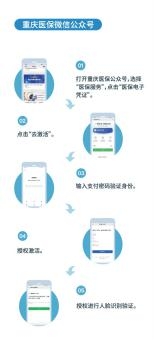 重庆医保微信公众号
01
打开重庆医保公众号,选择
“医保服务”,点击“医保电子
凭证”。
02
点击“去激活”。
03
输入支付密码验证身份。
04
授权激活。
05
授权进行人脸识别验证。